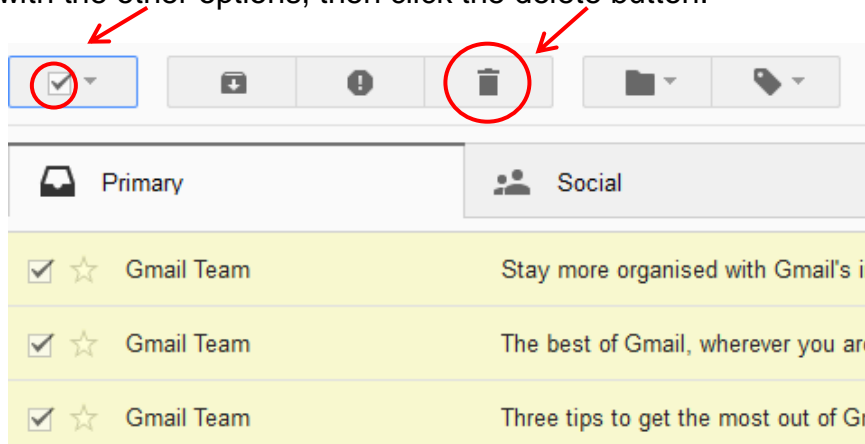 with the other options, then click the delete button.
Primary Social
Gmail Team Stay more organised with Gmail's i
Gmail Team The best of Gmail, wherever you are
Gmail Team Three tips to get the most out of